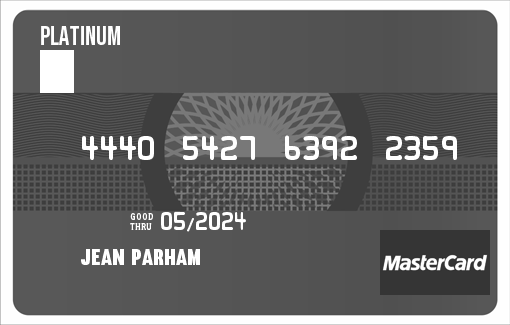 PLATINUM
4440 5427 6392 2359
GOOD THRU 05/2024
JEAN PARHAM
MasterCard